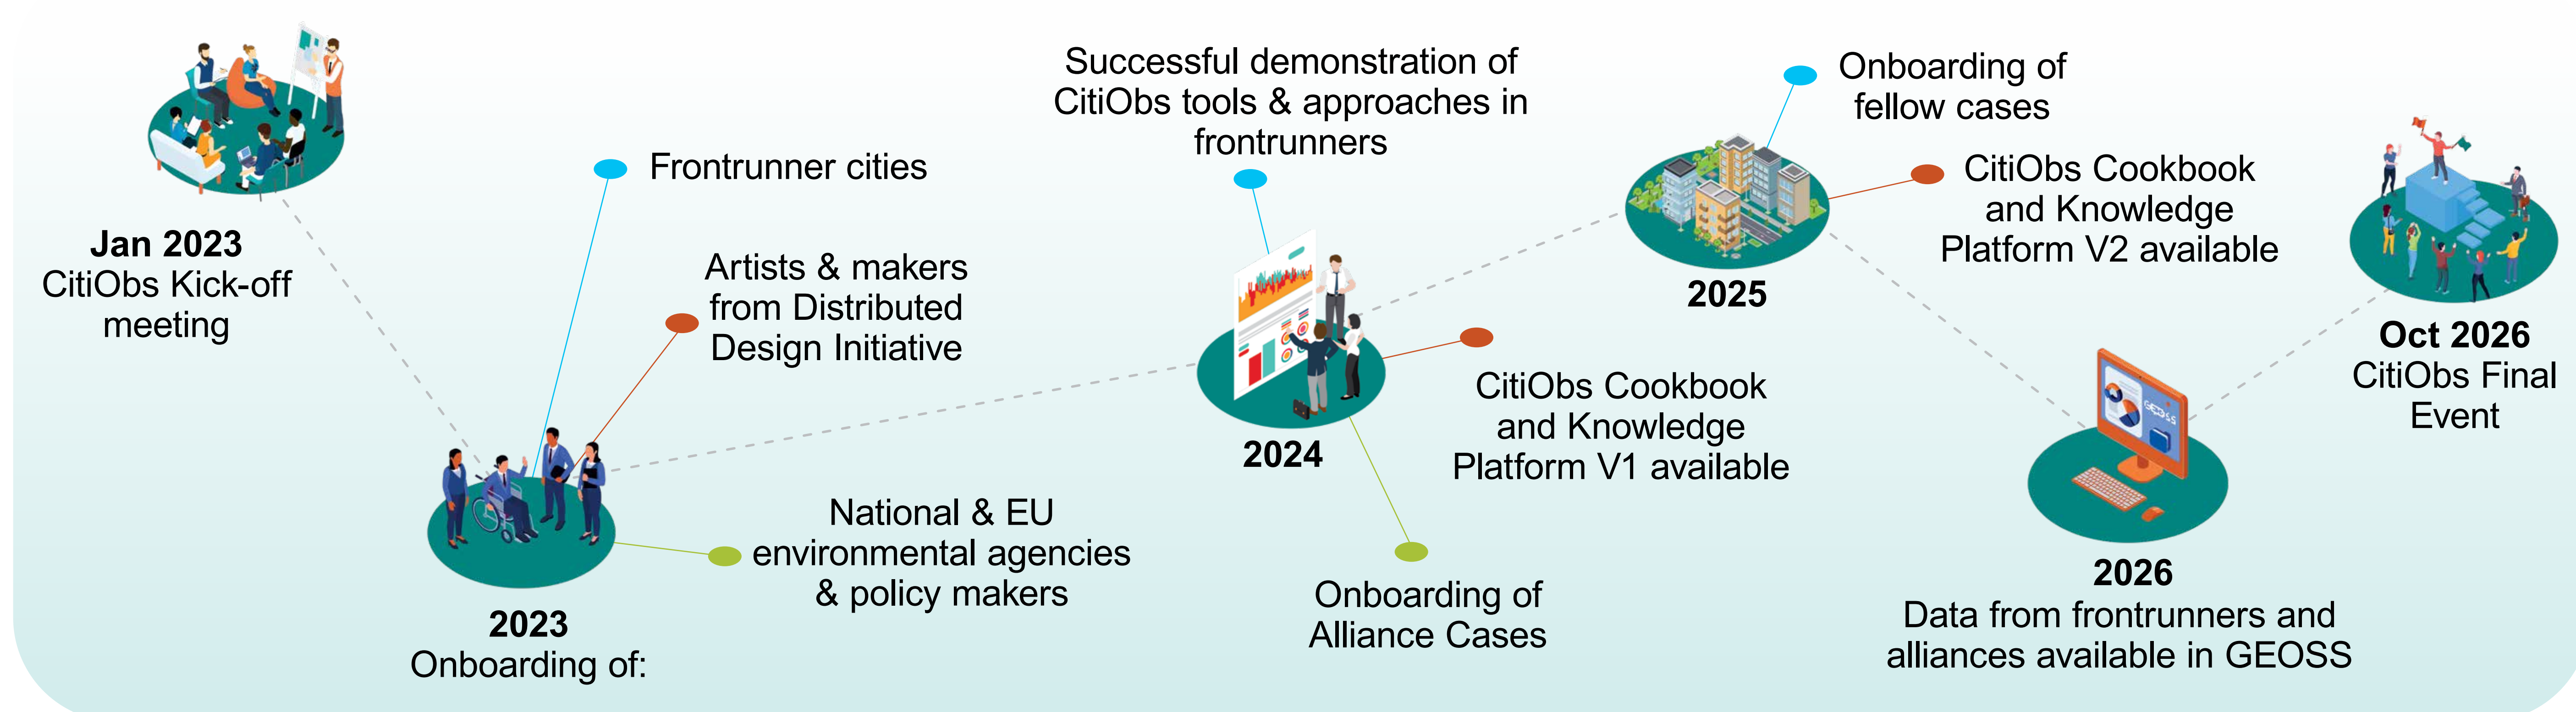 Jan 2023
CitiObs Kick-off
meeting
2023
Onboarding of:
Frontrunner cities
Artists & makers
from Distributed
Design Initiative
National & EU
environmental agencies
& policy makers
Successful demonstration of
CitiObs tools & approaches in
frontrunners
2024
CitiObs Cookbook
and Knowledge
Platform V1 available
Onboarding of
Alliance Cases
2025
Onboarding of
fellow cases
CitiObs Cookbook
and Knowledge
Platform V2 available
GEOSS
2026
Data from frontrunners and
alliances available in GEOSS
Oct 2026
CitiObs Final
Event